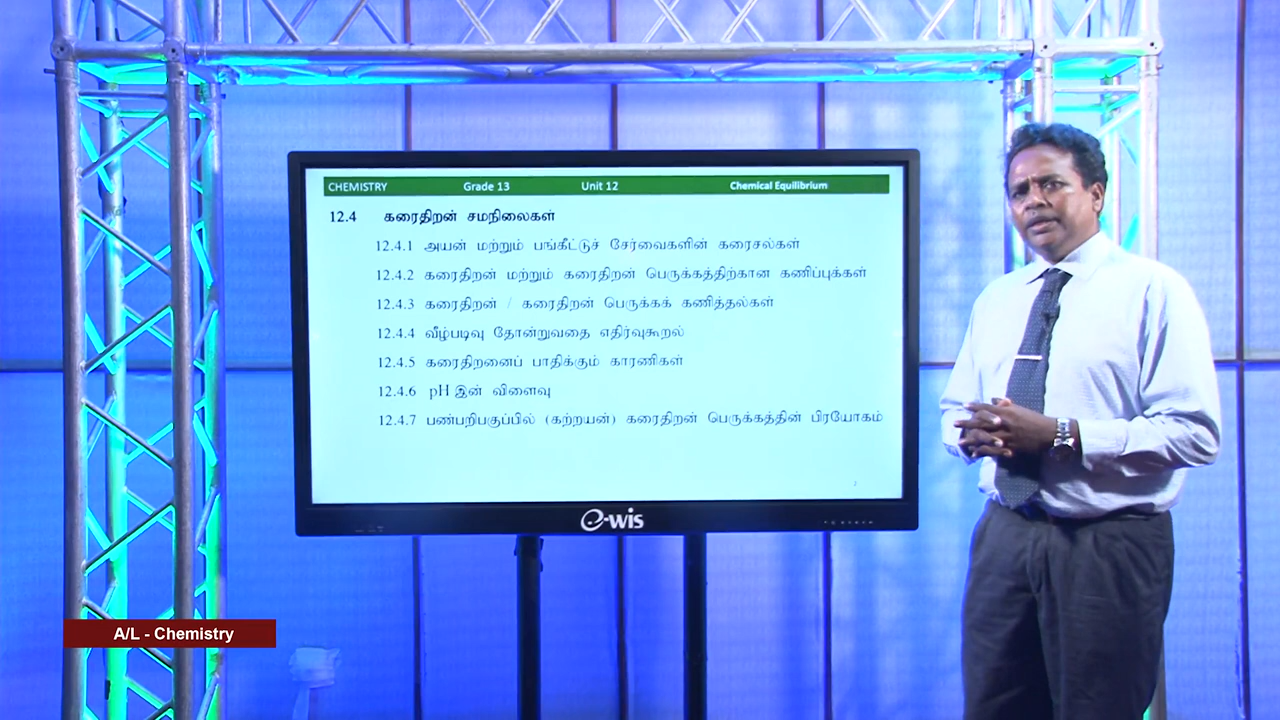 CHEMISTRY Grade 13 Unit 12 Chemical Equilibrium
12.4 கரைதிறன் சமநிலைகள்
12.4.1 அயன் மற்றும் பங்கீட்டுச் சேர்வைகளின் கரைசல்கள்
12.4.2 கரைதிறன் மற்றும் கரைதிறன் பெருக்கத்திற்கான கணிப்புக்கள்
12.4.3 கரைதிறன் / கரைதிறன் பெருக்கக் கணித்தல்கள்
12.4.4 வீழ்படிவு தோன்றுவதை எதிர்வுகூறல்
12.4.5 கரைதிறனைப் பாதிக்கும் காரணிகள்
12.4.6 pH இன் விளைவு
12.4.7 பண்பறிபகுப்பில் (கற்றயன்) கரைதிறன் பெருக்கத்தின் பிரயோகம்
2
e-wis
A/L - Chemistry